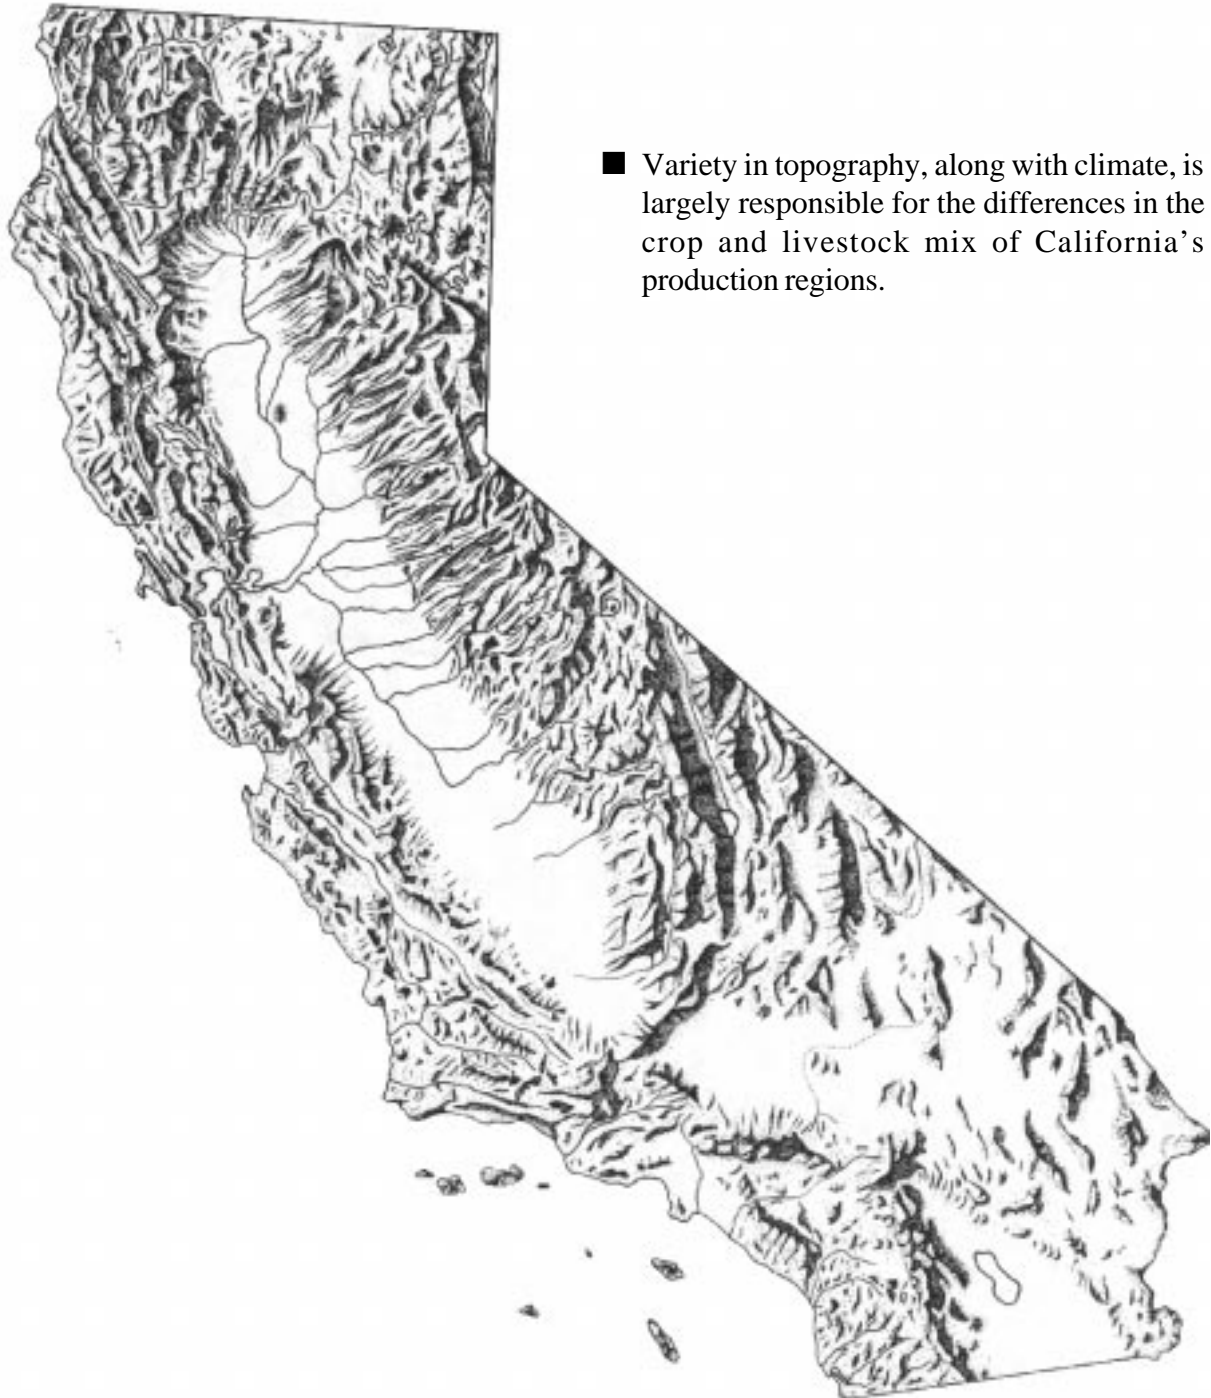 ■ Variety in topography, along with climate, is
largely responsible for the differences in the
crop and livestock mix of California's
production regions.